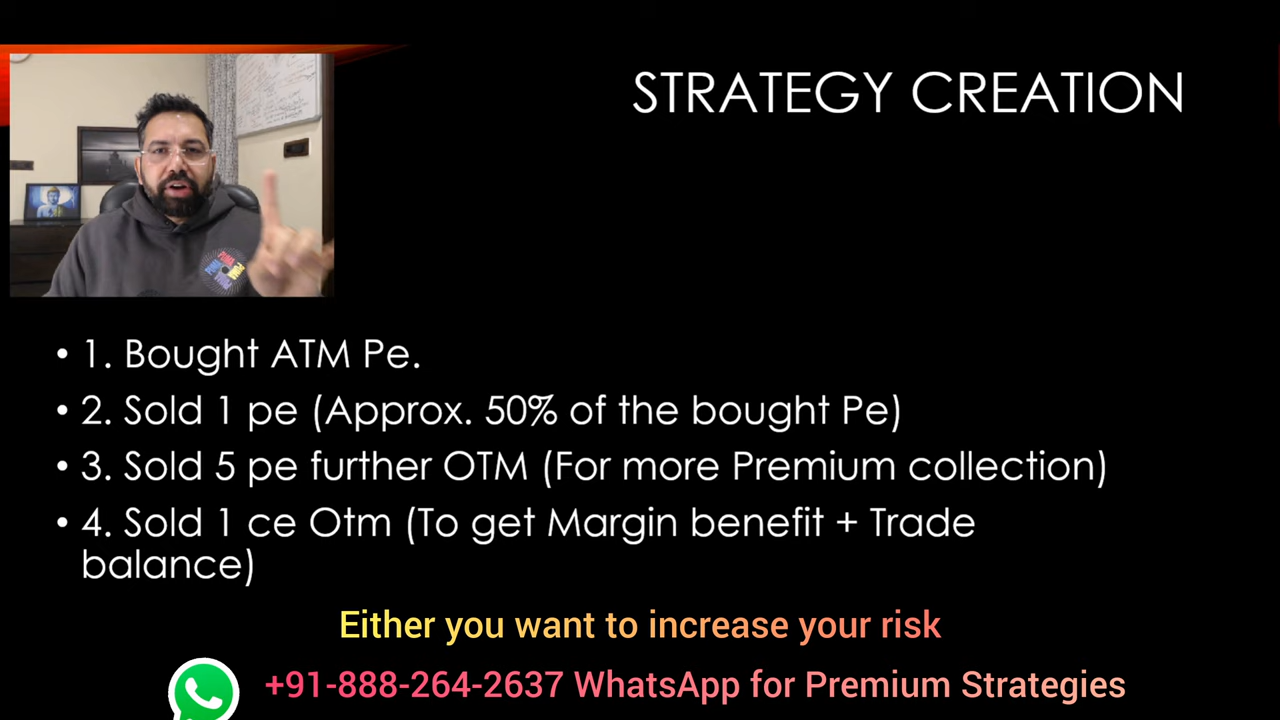 STRATEGY CREATION
• 1. Bought ATM Pe.
• 2. Sold 1 pe (Approx. 50% of the bought Pe)
• 3. Sold 5 pe further OTM (For more Premium collection)
• 4. Sold 1 ce Otm (To get Margin benefit + Trade
balance)
Either you want to increase your risk
+91-888-264-2637 WhatsApp for Premium Strategies